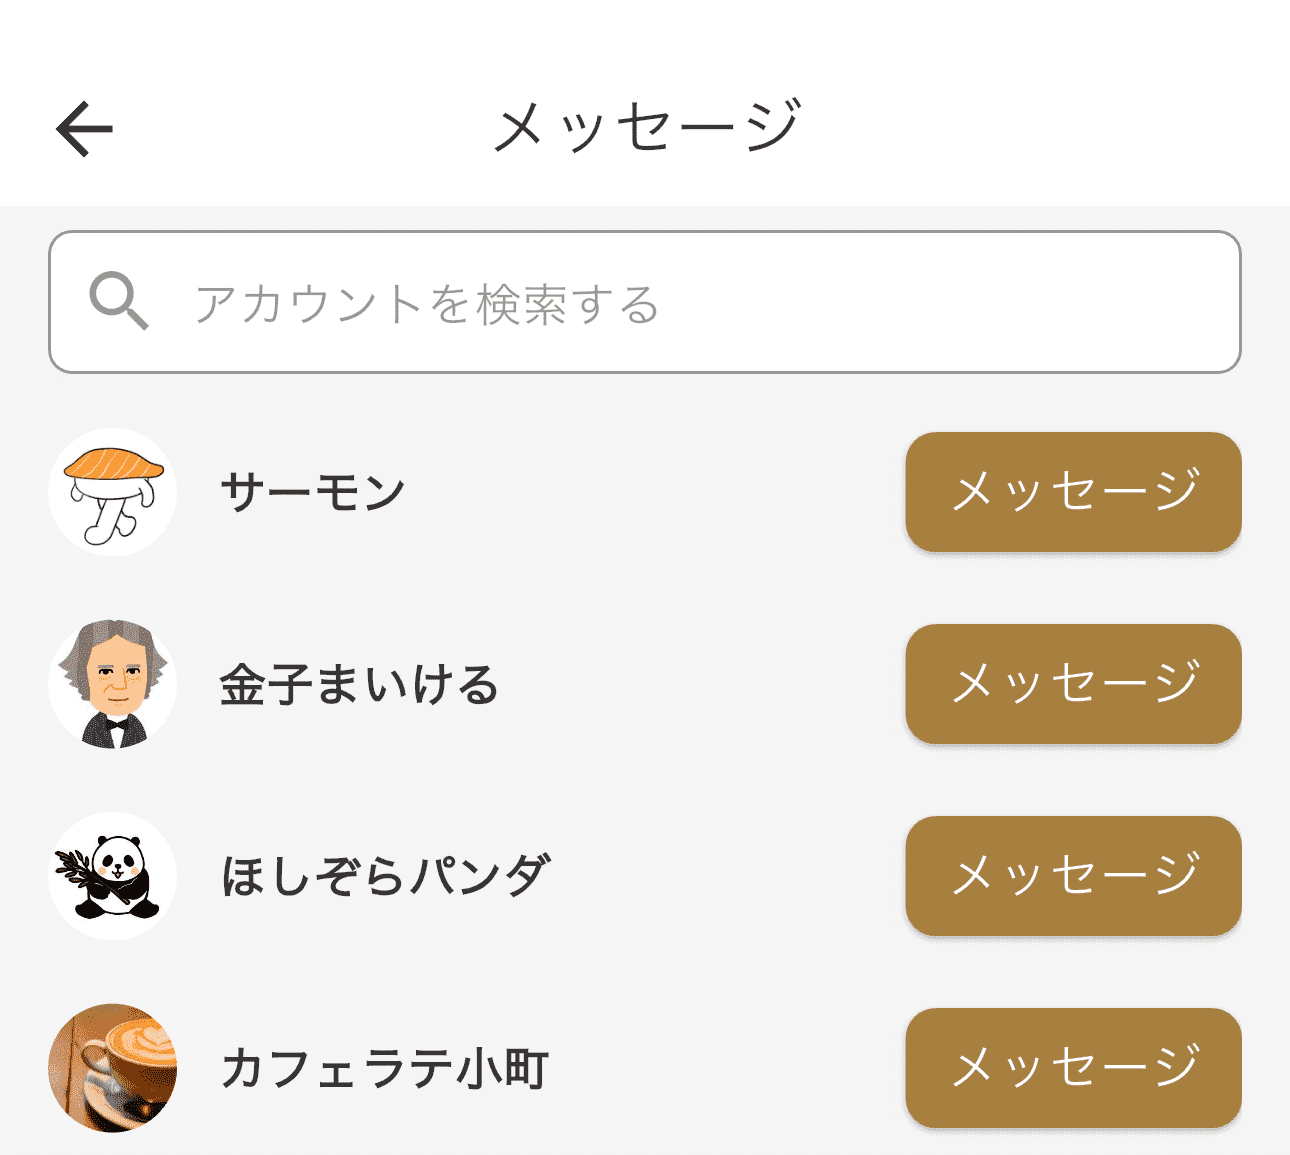 メッセージ
アカウントを検索する
サーモン
メッセージ
金子まいける
メッセージ
ほしぞらパンダ
メッセージ
カフェラテ小町
メッセージ